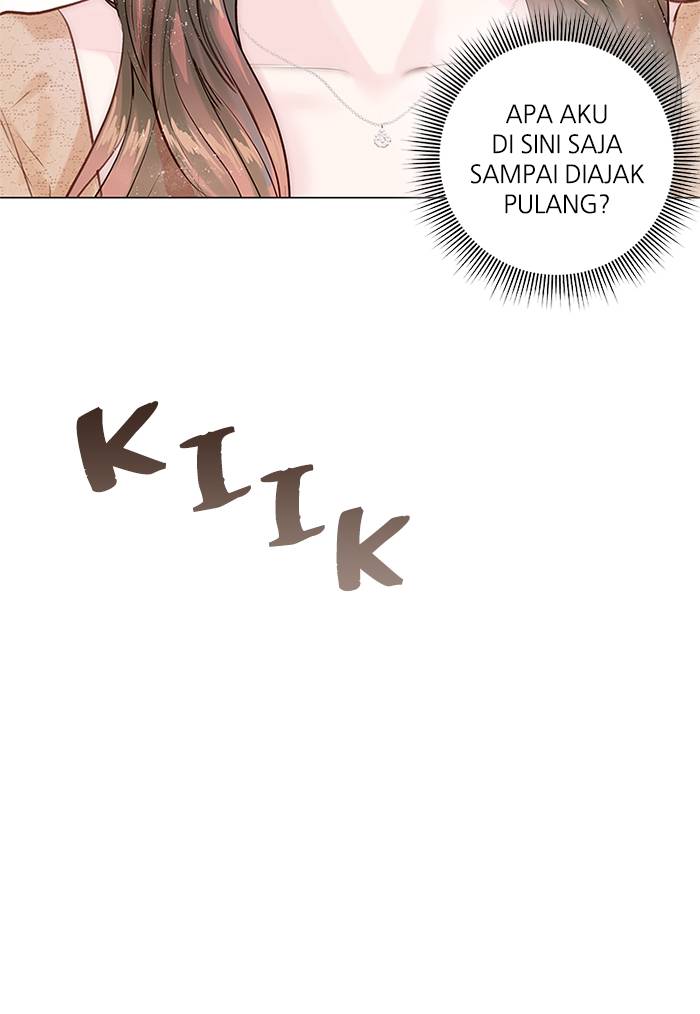 APA AKU
DI SINI SAJA
SAMPAI DIAJAK
PULANG?
KIIK